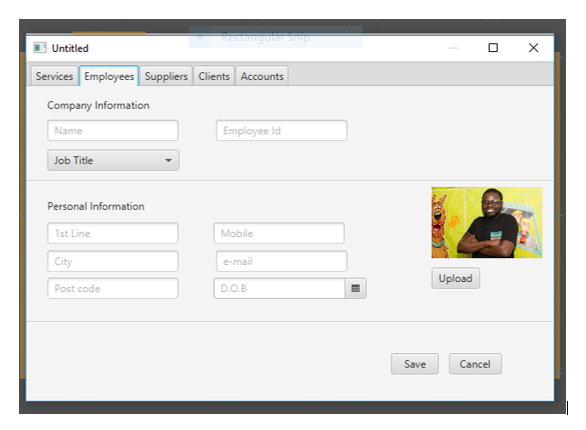 Rectangular Snip
Untitled
Services Employees Suppliers Clients Accounts
Company Information
Name Employee Id
Job Title
Personal Information
1st Line Mobile
City e-mail
Post code D.O.B
Upload
Save Cancel